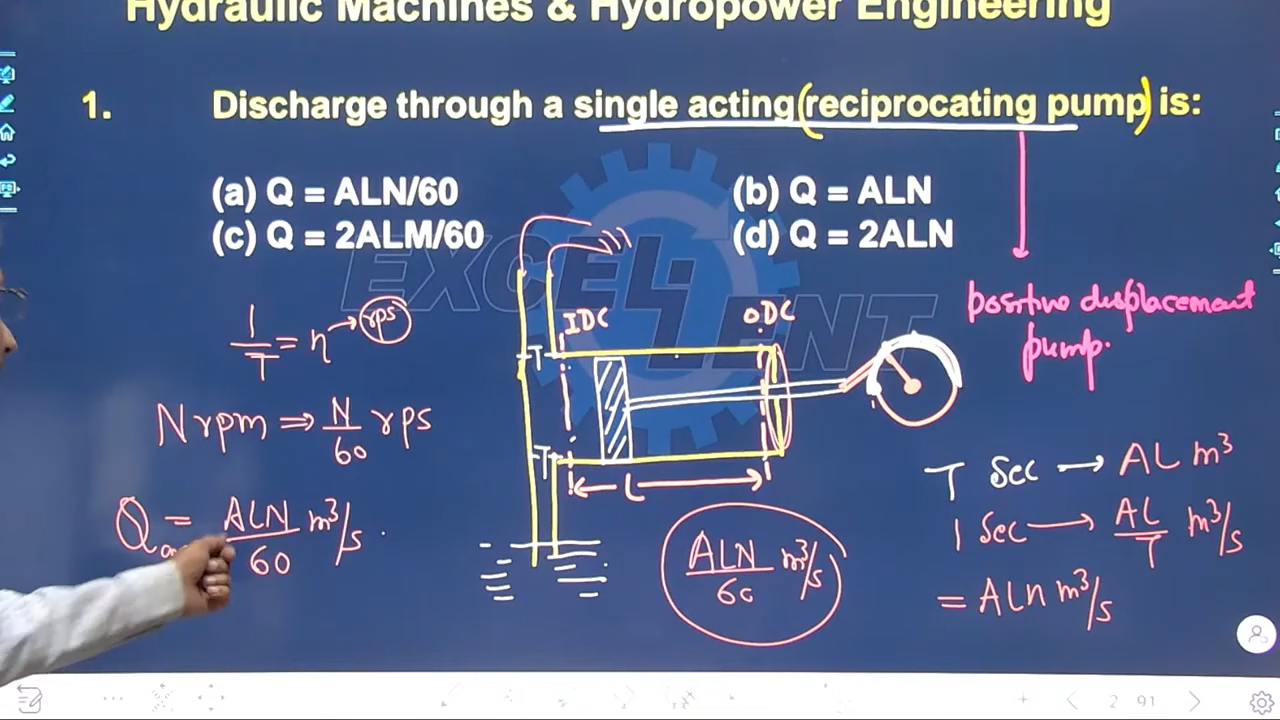 Hydraulic Machines & Hydropower Engineering
1. Discharge through a single acting (reciprocating pump) is:
(a) Q = ALN/60
(b) Q = ALN
(c) Q = 2ALM/60
(d) Q = 2ALN
EXCELLENT
positive displacement
pump.
1/T = n → rps
IDC
ODC
T
N rpm ⇒ N/60 rps
T
L
T Sec → AL m³
Q = ALN/60 m³/s.
ALN/60 m³/s
1 Sec → AL/T m³/s
= ALn m³/s
2 91